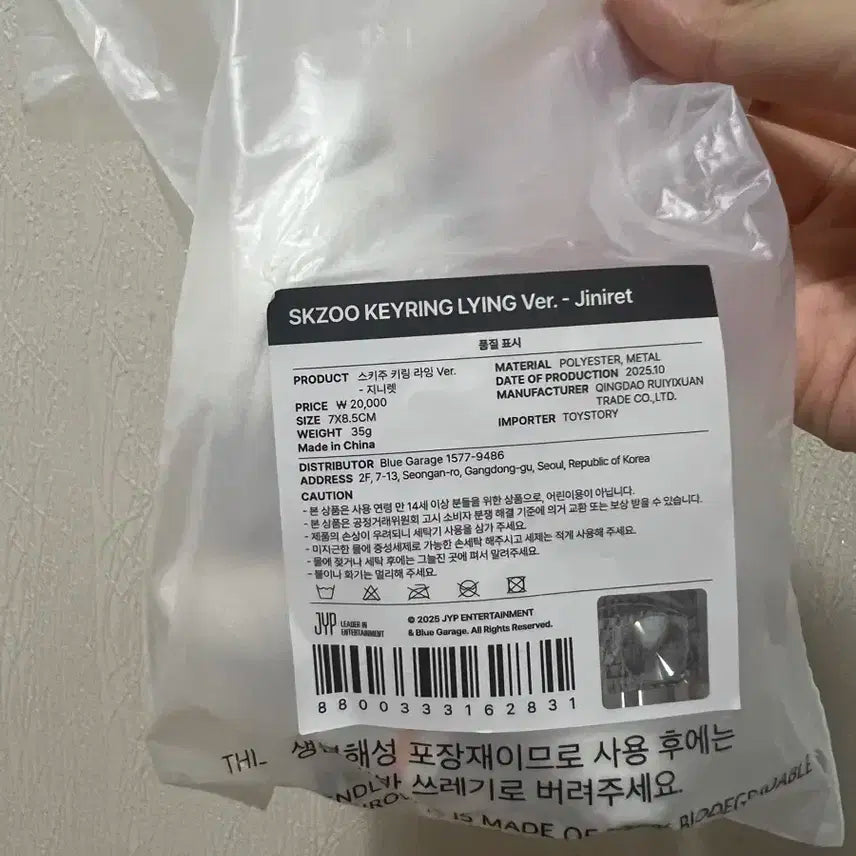 SKZOO KEYRING LYING Ver. - Jiniret
품질 표시
PRODUCT 스키주 키링 라잉 Ver.
- 지니렛
PRICE ₩ 20,000
SIZE 7X8.5CM
WEIGHT 35g
Made in China
MATERIAL POLYESTER, METAL
DATE OF PRODUCTION 2025.10
MANUFACTURER QINGDAO RUIYIXUAN
TRADE CO.,LTD.
IMPORTER TOYSTORY
DISTRIBUTOR Blue Garage 1577-9486
ADDRESS 2F, 7-13, Seongan-ro, Gangdong-gu, Seoul, Republic of Korea
CAUTION
- 본 상품은 사용 연령 만 14세 이상 분들을 위한 상품으로, 어린이용이 아닙니다.
- 본 상품은 공정거래위원회 고시 소비자 분쟁 해결 기준에 의거 교환 또는 보상 받을 수 있습니다.
- 제품의 손상이 우려되니 세탁기 사용을 삼가 주세요.
- 미지근한 물에 중성세제로 가능한 손세탁 해주시고 세제는 적게 사용해 주세요.
- 물에 젖거나 세탁 후에는 그늘진 곳에 펴서 말려주세요.
- 불이나 화기는 멀리해 주세요.
JYP LEADER IN
ENTERTAINMENT
© 2025 JYP ENTERTAINMENT
& Blue Garage. All Rights Reserved.
8800333162831
해성 포장재이므로 사용 후에는
쓰레기로 버려주세요.
IS MADE OF